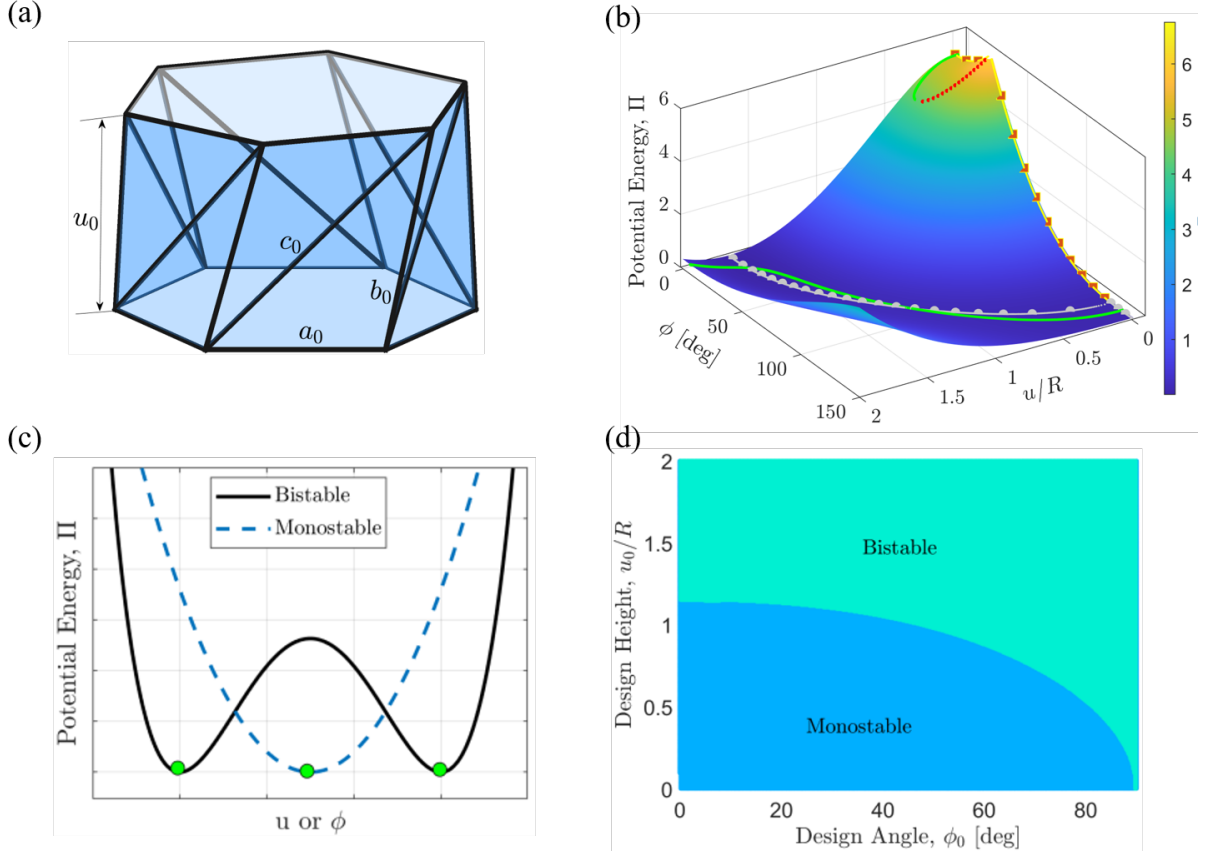 (a)
u₀
c₀
b₀
a₀
(b)
Potential Energy, Π
6
4
2
0
0
50
100
150
ϕ [deg]
2
1.5
1
0.5
0
u/R
6
5
4
3
2
1
(c)
Bistable
Monostable
Potential Energy, Π
u or ϕ
(d)
2
1.5
1
0.5
0
Design Height, u₀/R
Bistable
Monostable
0
20
40
60
80
Design Angle, ϕ₀ [deg]